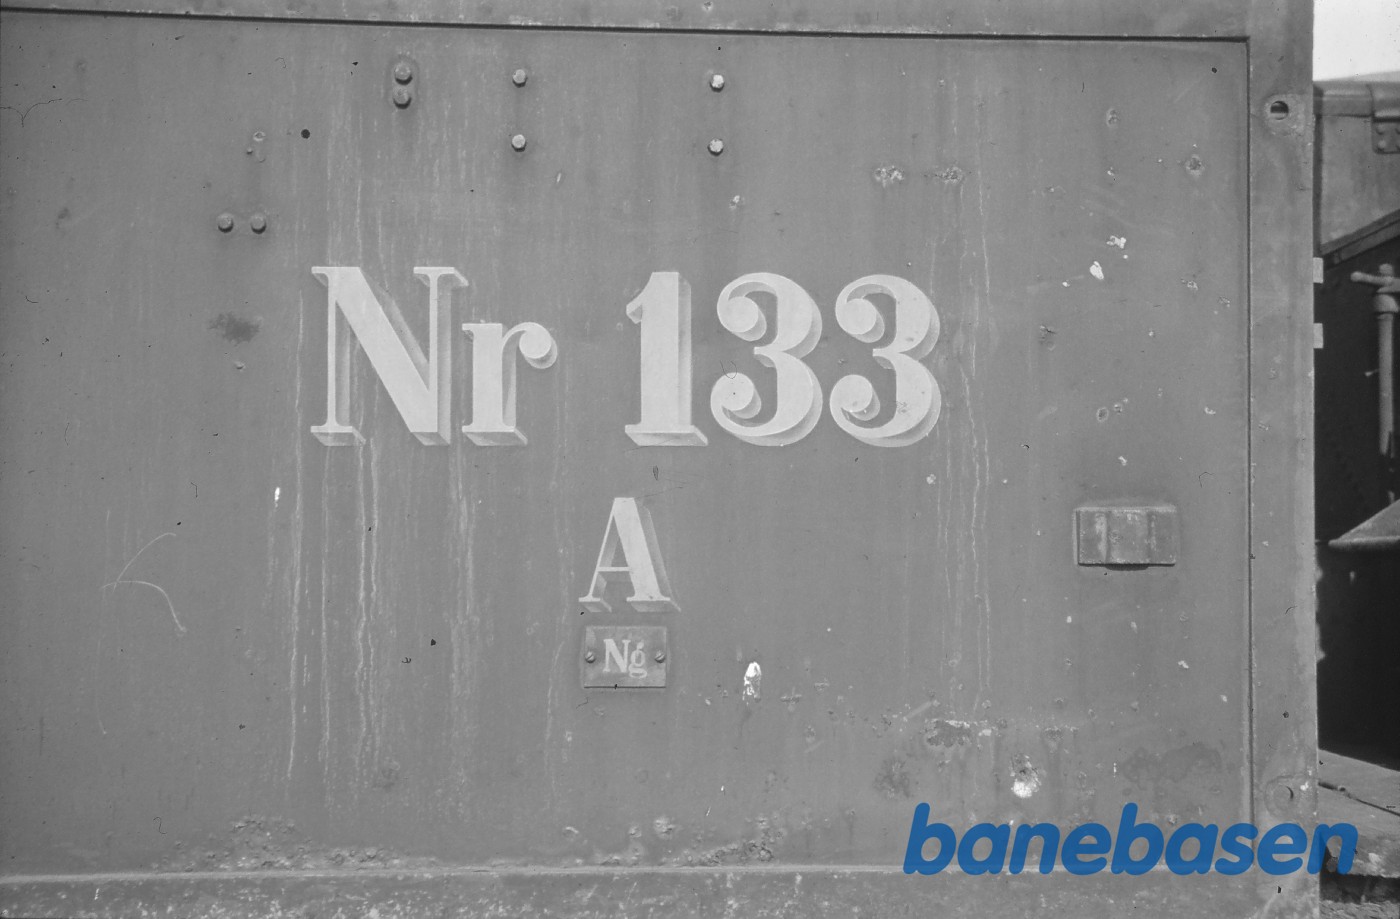 Nr 133
A
Ng
banebasen